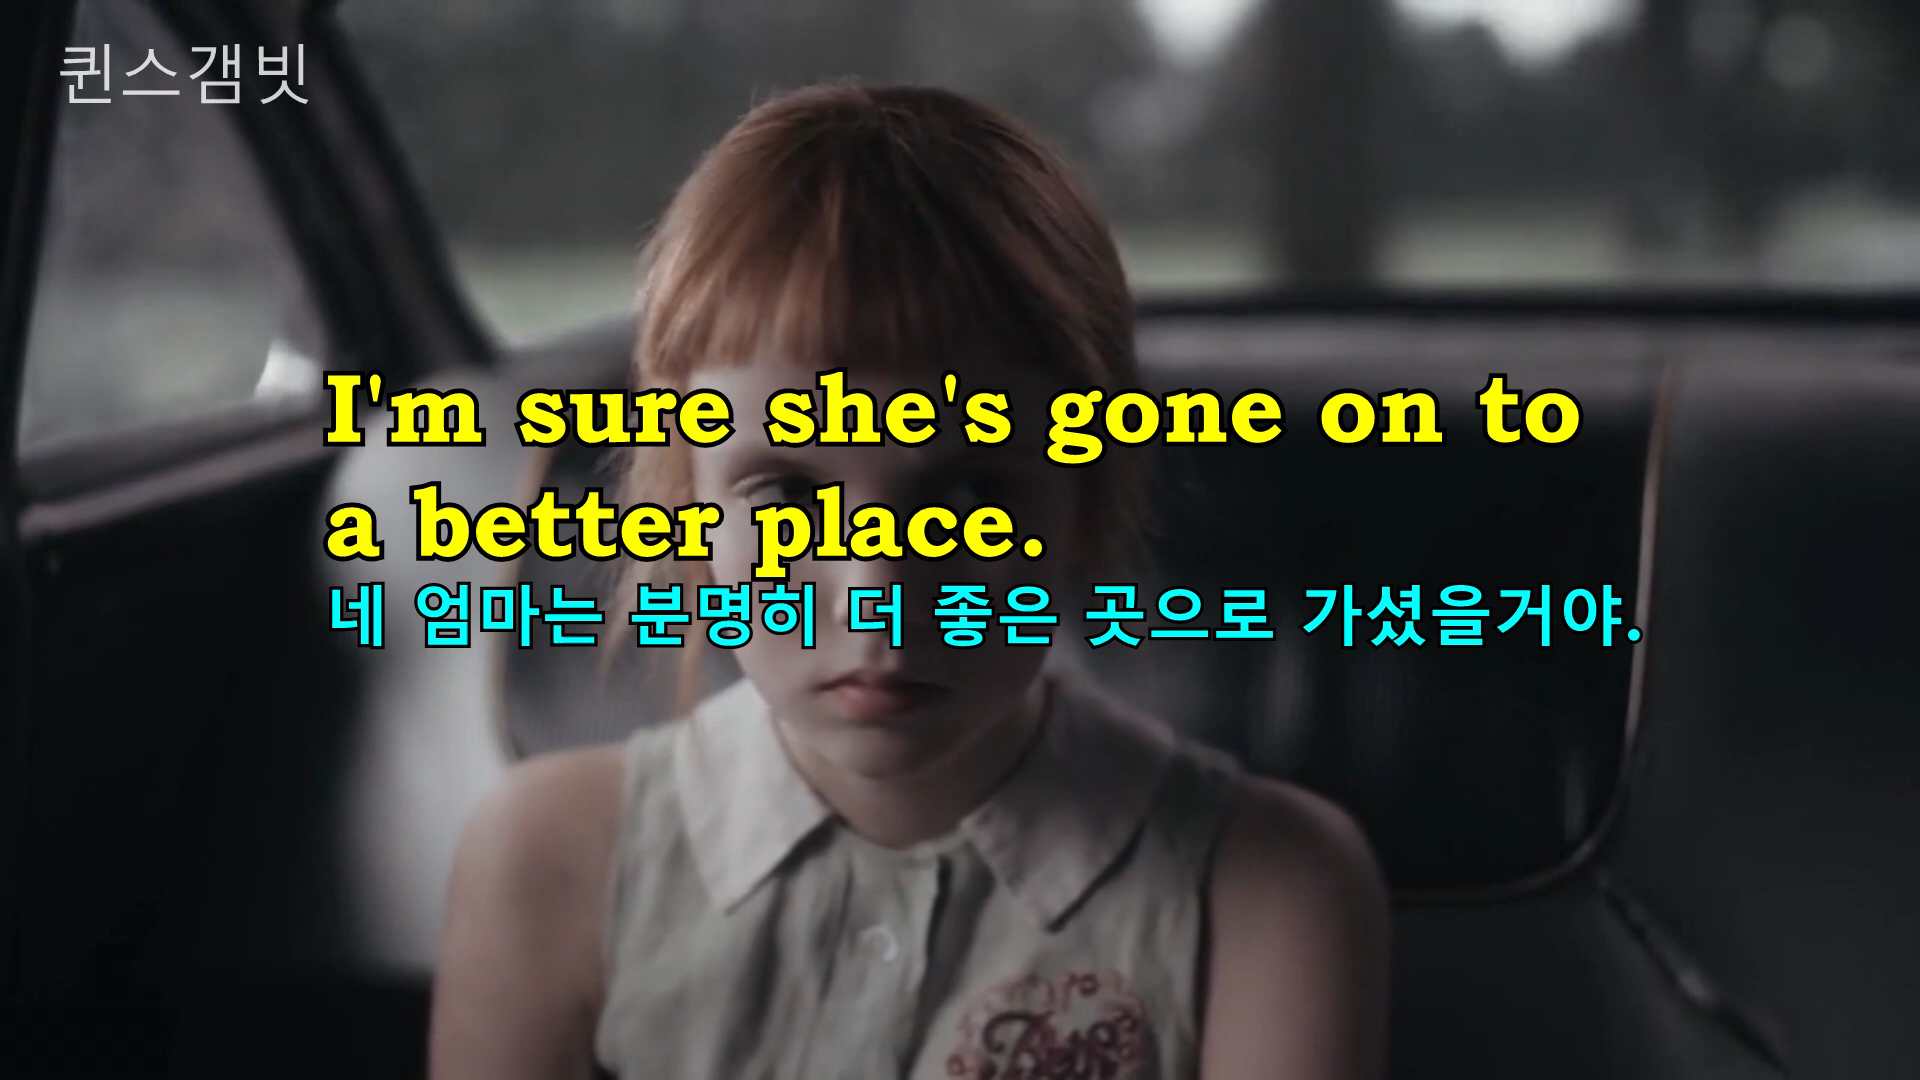 퀸스갬빗
I'm sure she's gone on to
a better place.
네 엄마는 분명히 더 좋은 곳으로 가셨을거야.
Beth